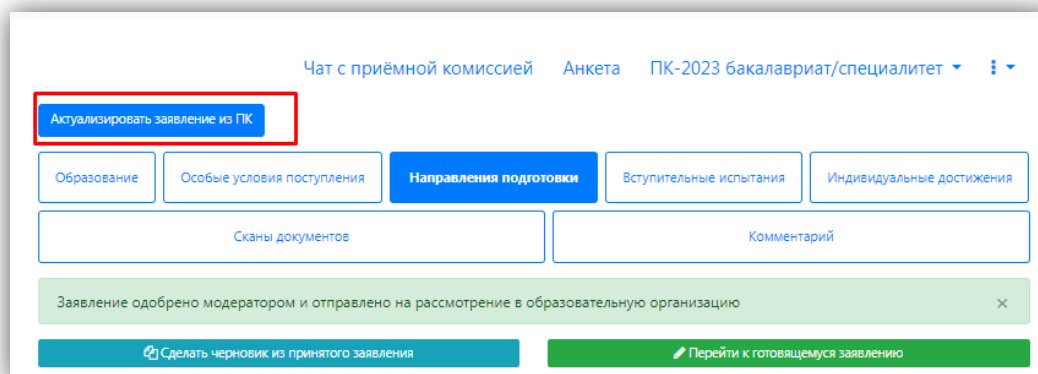 Чат с приёмной комиссией Анкета ПК-2023 бакалавриат/специалитет
Актуализировать заявление из ПК
Образование Особые условия поступления Направления подготовки Вступительные испытания Индивидуальные достижения
Сканы документов Комментарий
Заявление одобрено модератором и отправлено на рассмотрение в образовательную организацию ×
Сделать черновик из принятого заявления Перейти к готовящемуся заявлению